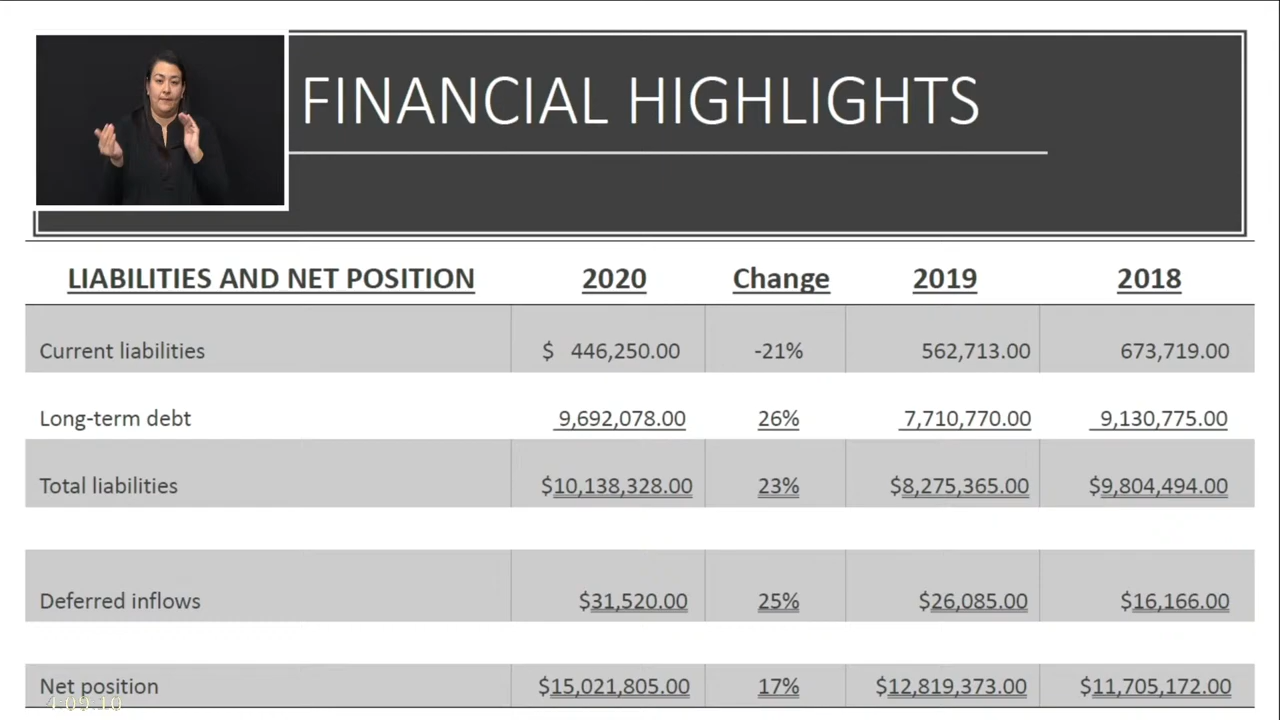 FINANCIAL HIGHLIGHTS
LIABILITIES AND NET POSITION 2020 Change 2019 2018
Current liabilities $ 446,250.00 -21% 562,713.00 673,719.00
Long-term debt 9,692,078.00 26% 7,710,770.00 9,130,775.00
Total liabilities $10,138,328.00 23% $8,275,365.00 $9,804,494.00
Deferred inflows $31,520.00 25% $26,085.00 $16,166.00
Net position $15,021,805.00 17% $12,819,373.00 $11,705,172.00
4:09:10